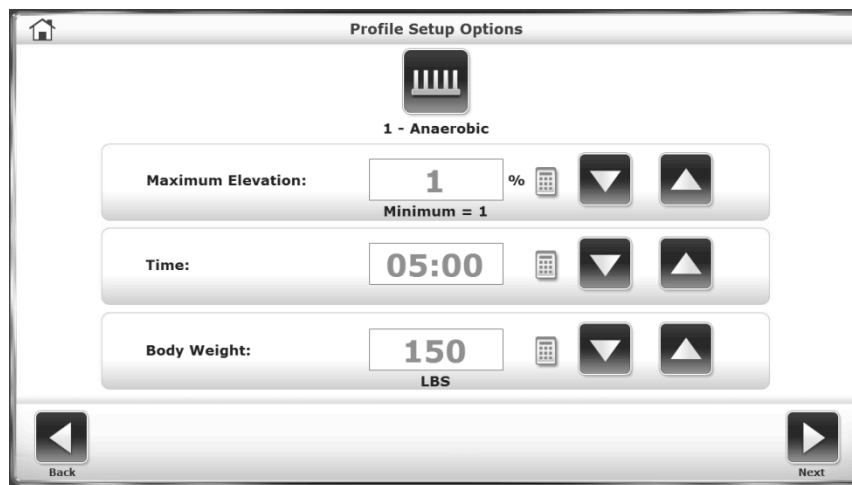 Profile Setup Options
1 - Anaerobic
Maximum Elevation: 1 %
Minimum = 1
Time: 05:00
Body Weight: 150
LBS
Back Next